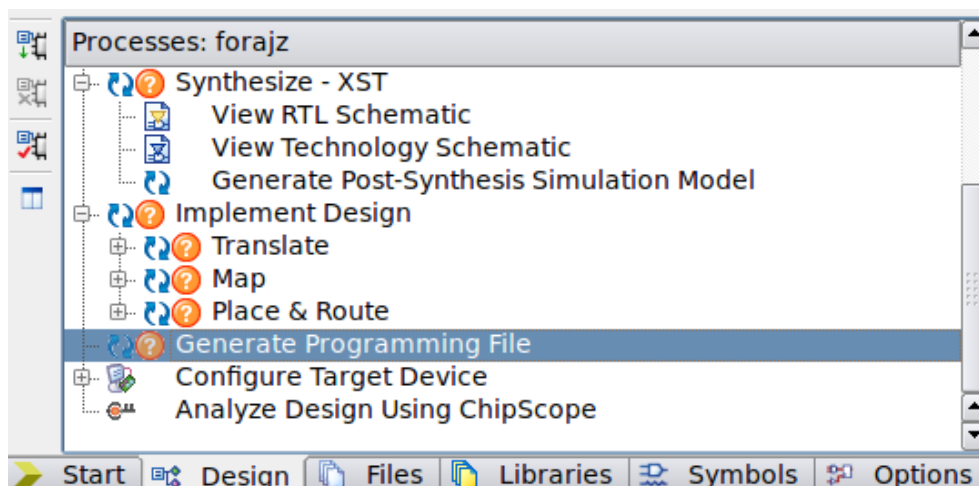 Processes: forajz
Synthesize - XST
View RTL Schematic
View Technology Schematic
Generate Post-Synthesis Simulation Model
Implement Design
Translate
Map
Place & Route
Generate Programming File
Configure Target Device
Analyze Design Using ChipScope
Start Design Files Libraries Symbols Options